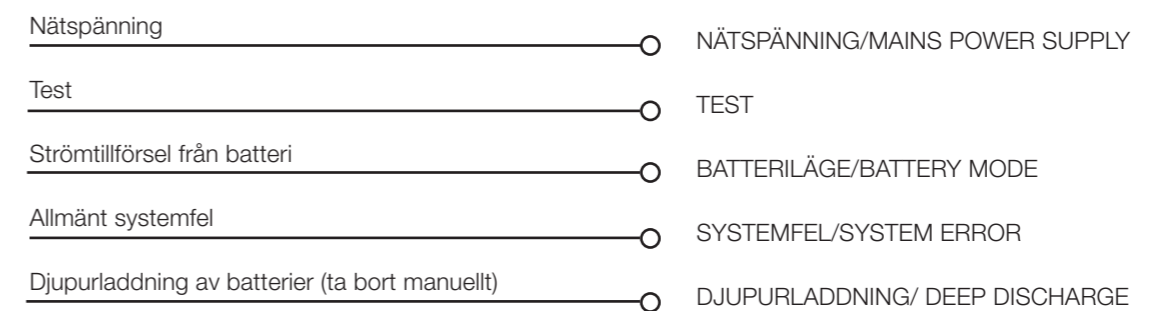 Nätspänning
NÄTSPÄNNING/MAINS POWER SUPPLY
Test
TEST
Strömtillförsel från batteri
BATTERILÄGE/BATTERY MODE
Allmänt systemfel
SYSTEMFEL/SYSTEM ERROR
Djupurladdning av batterier (ta bort manuellt)
DJUPURLADDNING/ DEEP DISCHARGE